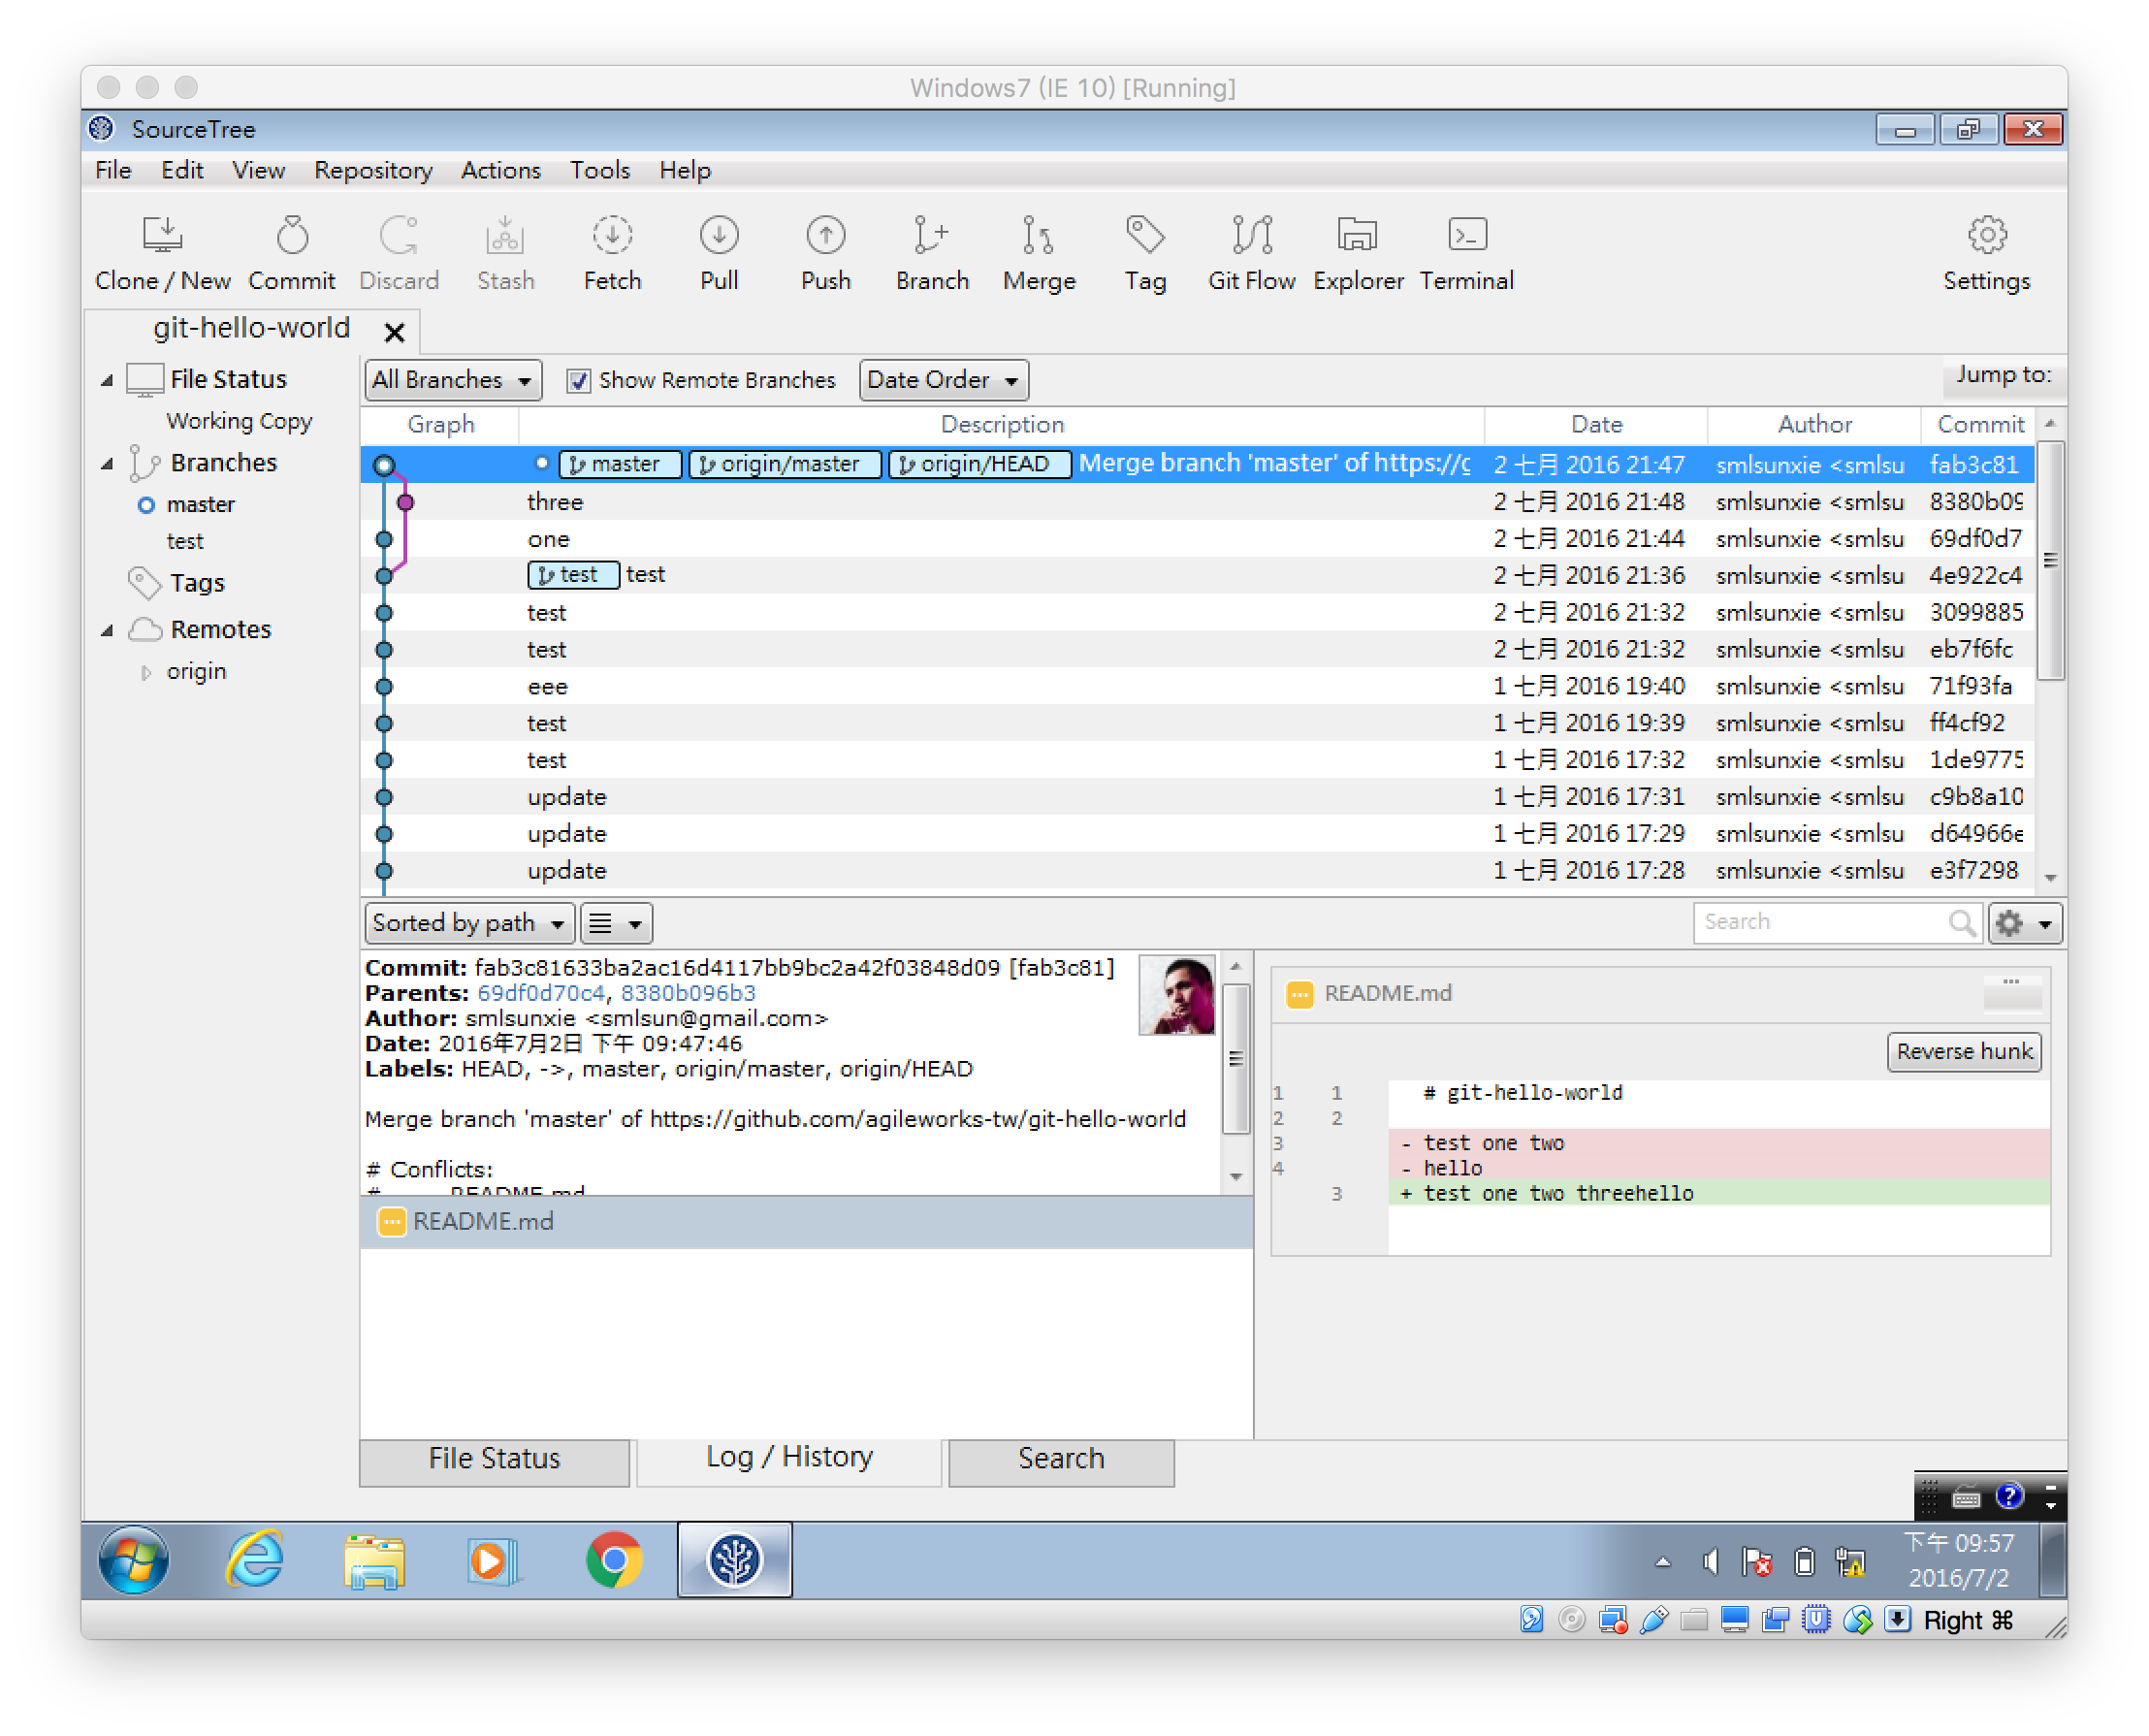 Windows7 (IE 10) [Running]
SourceTree
File Edit View Repository Actions Tools Help
Clone / New Commit Discard Stash Fetch Pull Push Branch Merge Tag Git Flow Explorer Terminal Settings
git-hello-world
File Status
Working Copy
Branches
master
test
Tags
Remotes
origin
All Branches Show Remote Branches Date Order Jump to:
Graph Description Date Author Commit
master origin/master origin/HEAD Merge branch 'master' of https://g 2 七月 2016 21:47 smlsunxie <smlsu fab3c81
three 2 七月 2016 21:48 smlsunxie <smlsu 8380b09
one 2 七月 2016 21:44 smlsunxie <smlsu 69df0d7
test test 2 七月 2016 21:36 smlsunxie <smlsu 4e922c4
test 2 七月 2016 21:32 smlsunxie <smlsu 3099885
test 2 七月 2016 21:32 smlsunxie <smlsu eb7f6fc
eee 1 七月 2016 19:40 smlsunxie <smlsu 71f93fa
test 1 七月 2016 19:39 smlsunxie <smlsu ff4cf92
test 1 七月 2016 17:32 smlsunxie <smlsu 1de9775
update 1 七月 2016 17:31 smlsunxie <smlsu c9b8a10
update 1 七月 2016 17:29 smlsunxie <smlsu d64966e
update 1 七月 2016 17:28 smlsunxie <smlsu e3f7298
Sorted by path Search
Commit: fab3c81633ba2ac16d4117bb9bc2a42f03848d09 [fab3c81]
Parents: 69df0d70c4, 8380b096b3
Author: smlsunxie <smlsun@gmail.com>
Date: 2016年7月2日 下午 09:47:46
Labels: HEAD, ->, master, origin/master, origin/HEAD
Merge branch 'master' of https://github.com/agileworks-tw/git-hello-world
# Conflicts:
# README.md
README.md
README.md
Reverse hunk
1 1 # git-hello-world
2 2
3 - test one two
4 - hello
3 + test one two threehello
File Status Log / History Search
下午 09:57
2016/7/2
Right ⌘